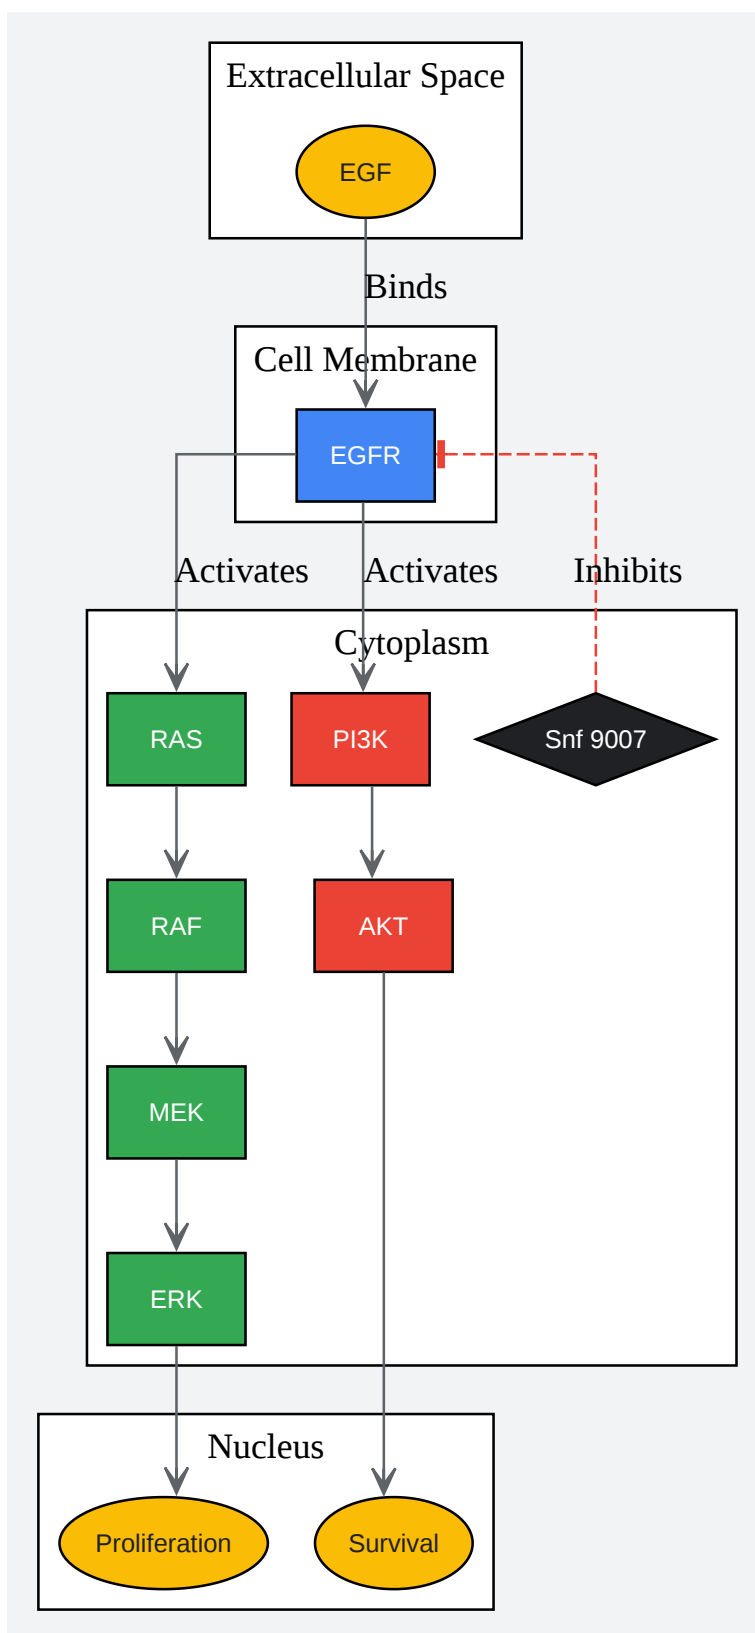 Extracellular Space
EGF
Binds
Cell Membrane
EGFR
Activates
Activates
Inhibits
Cytoplasm
RAS
PI3K
Snf 9007
RAF
AKT
MEK
ERK
Nucleus
Proliferation
Survival